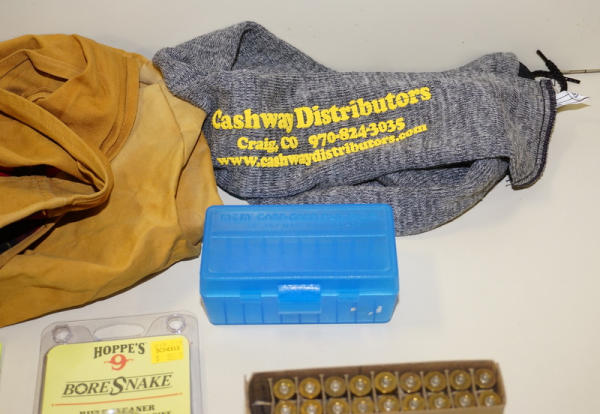 Cashway Distributors
Craig, CO 970-824-3035
www.cashwaydistributors.com
HOPPE'S
9
BORESNAKE